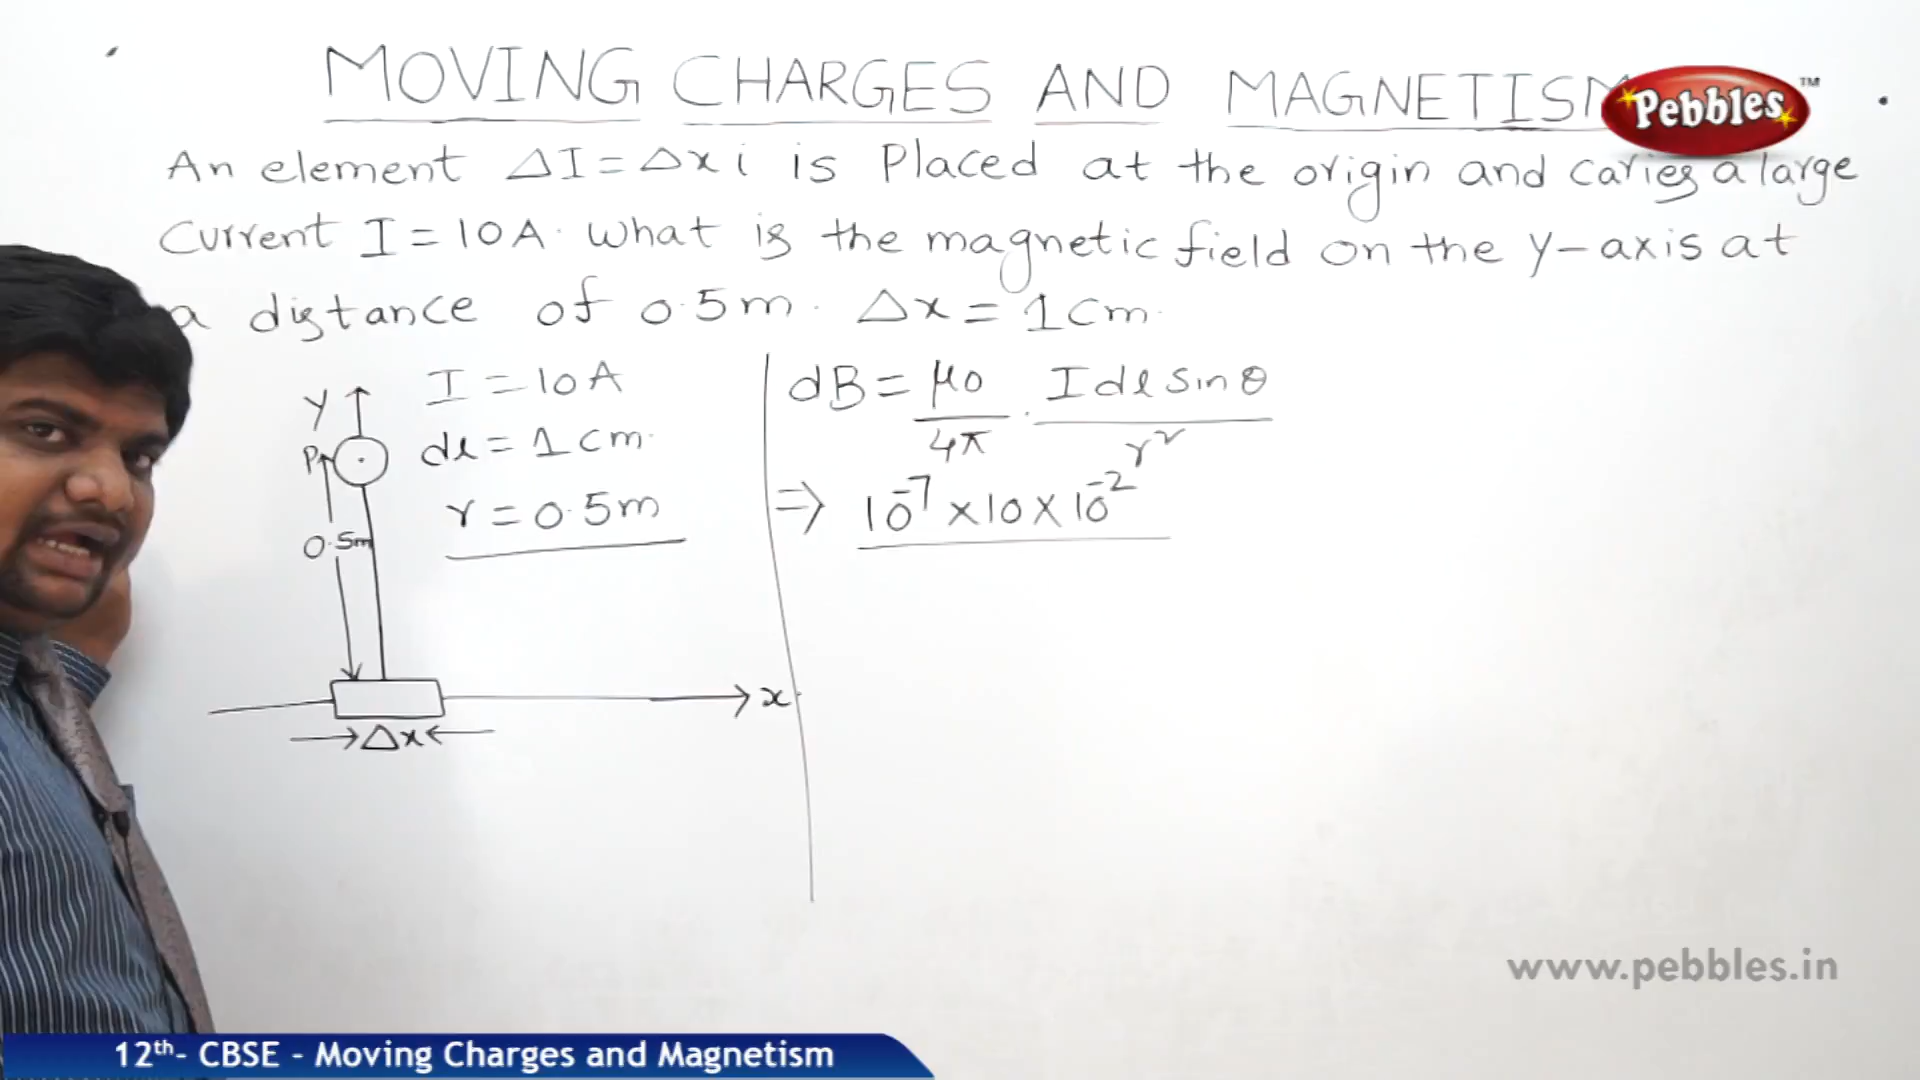 MOVING CHARGES AND MAGNETISM
Pebbles™
An element ΔI = Δx i is Placed at the origin and caries a large
Current I = 10A. What is the magnetic field on the y-axis at
a distance of 0.5m. Δx = 1cm.
Y
I = 10A
dB = μ0/4π . Idl sin θ/r²
P
dl = 1cm.
r = 0.5m
⇒ 10⁻⁷ × 10 × 10⁻²
0.5m
x
Δx
www.pebbles.in
12th- CBSE - Moving Charges and Magnetism